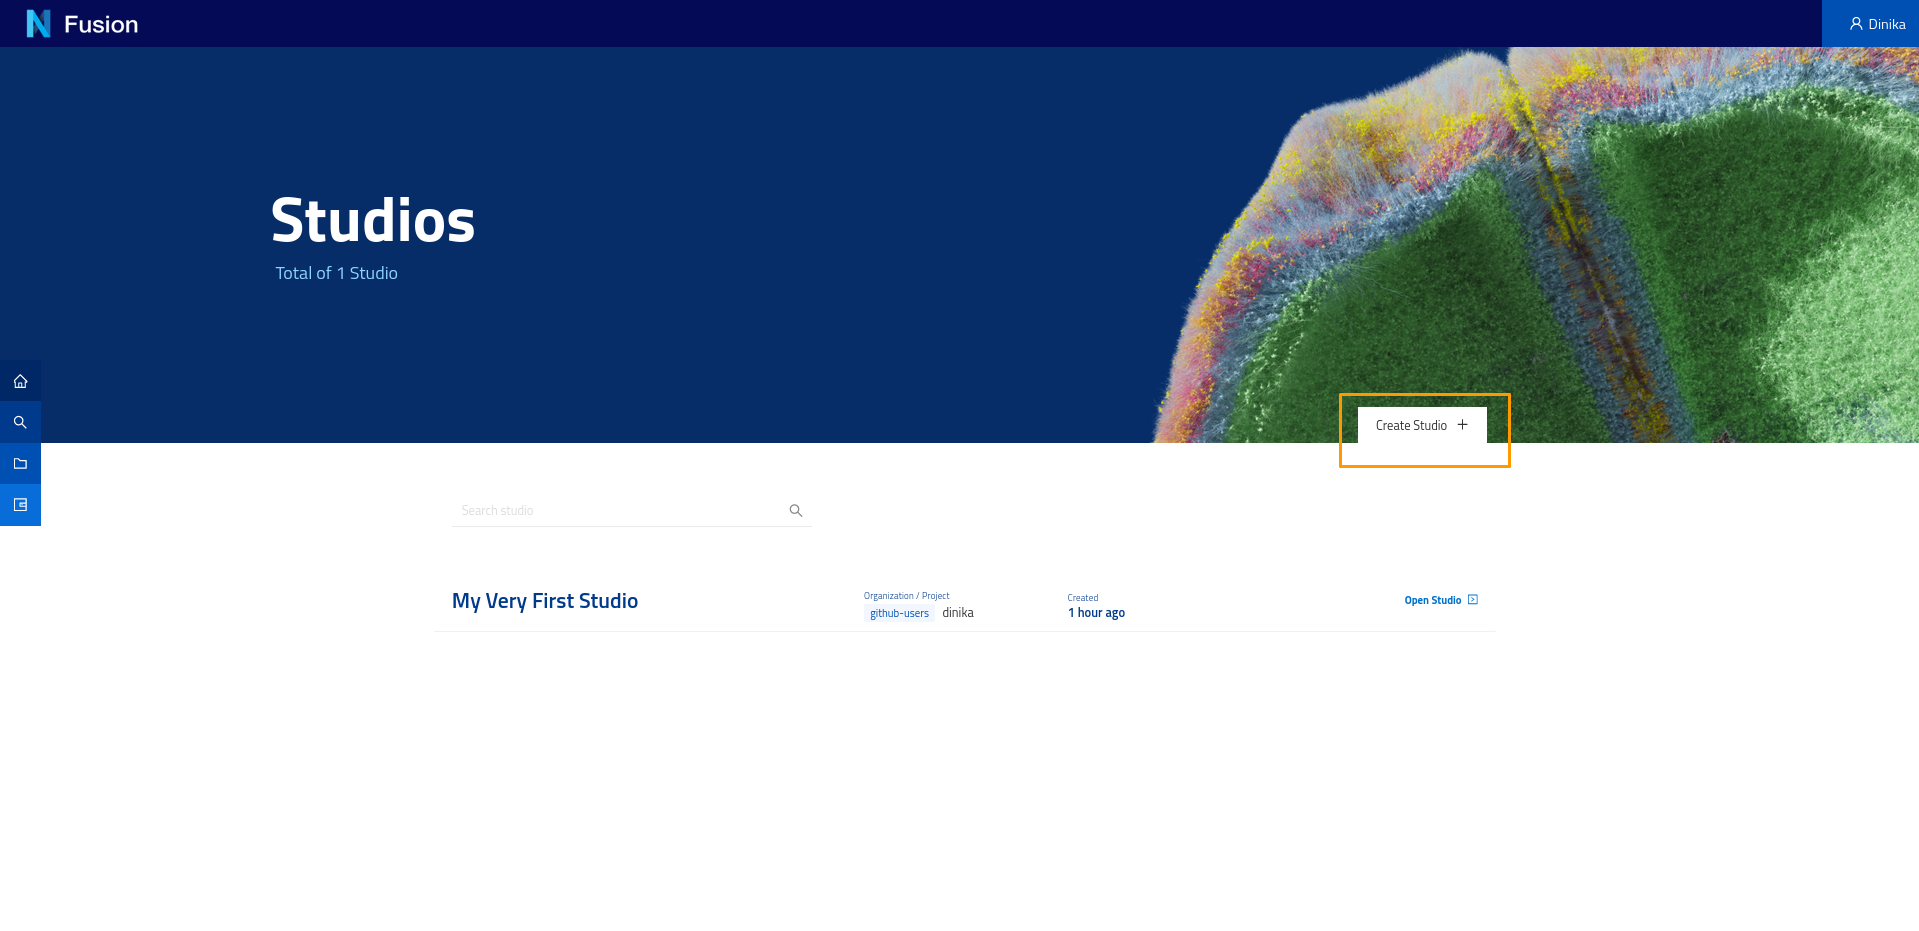 Fusion
Dinika
Studios
Total of 1 Studio
Create Studio
Search studio
My Very First Studio
Organization / Project
github-users dinika
Created
1 hour ago
Open Studio